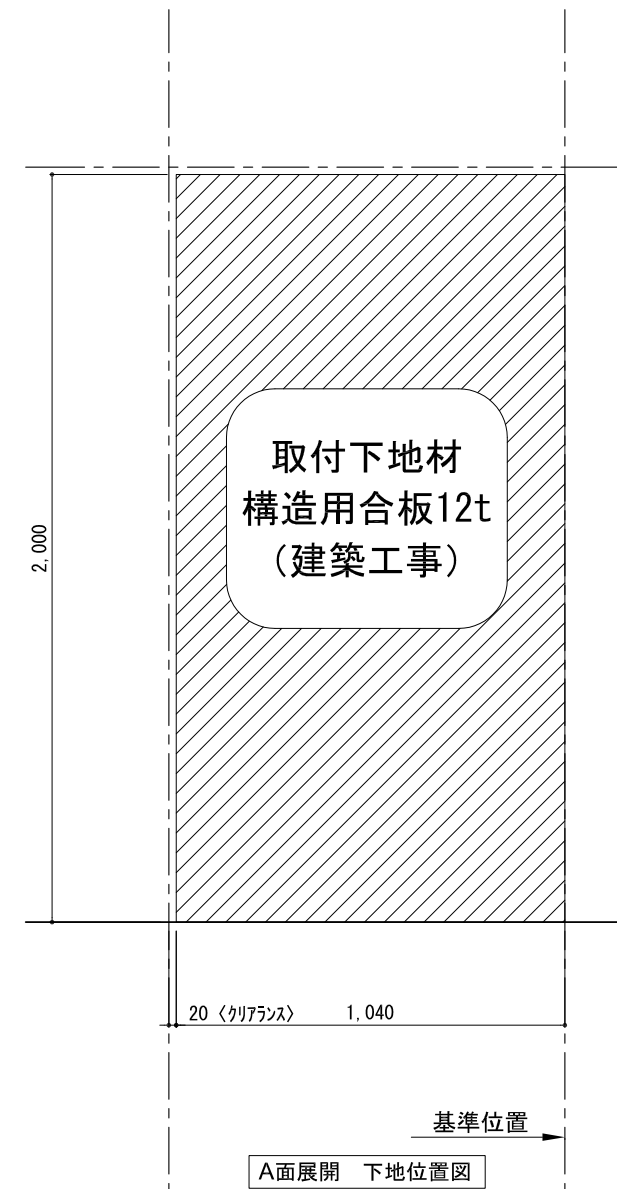 取付下地材
構造用合板12t
(建築工事)
2,000
20 〈クリアランス〉 1,040
基準位置
A面展開 下地位置図